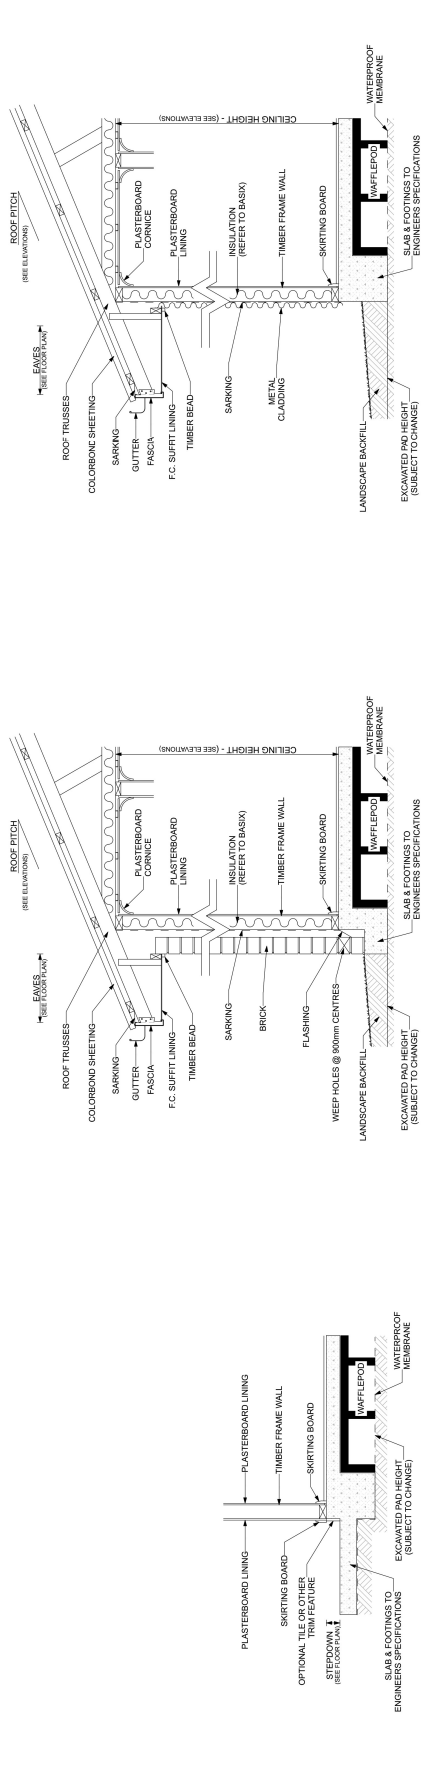 ROOF PITCH
(SEE ELEVATIONS)
EAVES
(SEE FLOOR PLAN)
ROOF TRUSSES
COLORBOND SHEETING
SARKING
GUTTER
FASCIA
F.C. SUFFIT LINING
TIMBER BEAD
PLASTERBOARD
CORNICE
PLASTERBOARD
LINING
CEILING HEIGHT - (SEE ELEVATIONS)
SARKING
INSULATION
(REFER TO BASIX)
METAL
CLADDING
TIMBER FRAME WALL
SKIRTING BOARD
WAFFLEPOD
WATERPROOF
MEMBRANE
LANDSCAPE BACKFILL
SLAB & FOOTINGS TO
ENGINEERS SPECIFICATIONS
EXCAVATED PAD HEIGHT
(SUBJECT TO CHANGE)
ROOF PITCH
(SEE ELEVATIONS)
EAVES
(SEE FLOOR PLAN)
ROOF TRUSSES
COLORBOND SHEETING
SARKING
GUTTER
FASCIA
F.C. SUFFIT LINING
TIMBER BEAD
PLASTERBOARD
CORNICE
PLASTERBOARD
LINING
CEILING HEIGHT - (SEE ELEVATIONS)
SARKING
INSULATION
(REFER TO BASIX)
BRICK
TIMBER FRAME WALL
FLASHING
SKIRTING BOARD
WEEP HOLES @ 900mm CENTRES
WAFFLEPOD
WATERPROOF
MEMBRANE
LANDSCAPE BACKFILL
SLAB & FOOTINGS TO
ENGINEERS SPECIFICATIONS
EXCAVATED PAD HEIGHT
(SUBJECT TO CHANGE)
PLASTERBOARD LINING
PLASTERBOARD LINING
TIMBER FRAME WALL
SKIRTING BOARD
SKIRTING BOARD
OPTIONAL TILE OR OTHER
TRIM FEATURE
STEPDOWN
(SEE FLOOR PLAN)
WAFFLEPOD
WATERPROOF
MEMBRANE
SLAB & FOOTINGS TO
ENGINEERS SPECIFICATIONS
EXCAVATED PAD HEIGHT
(SUBJECT TO CHANGE)